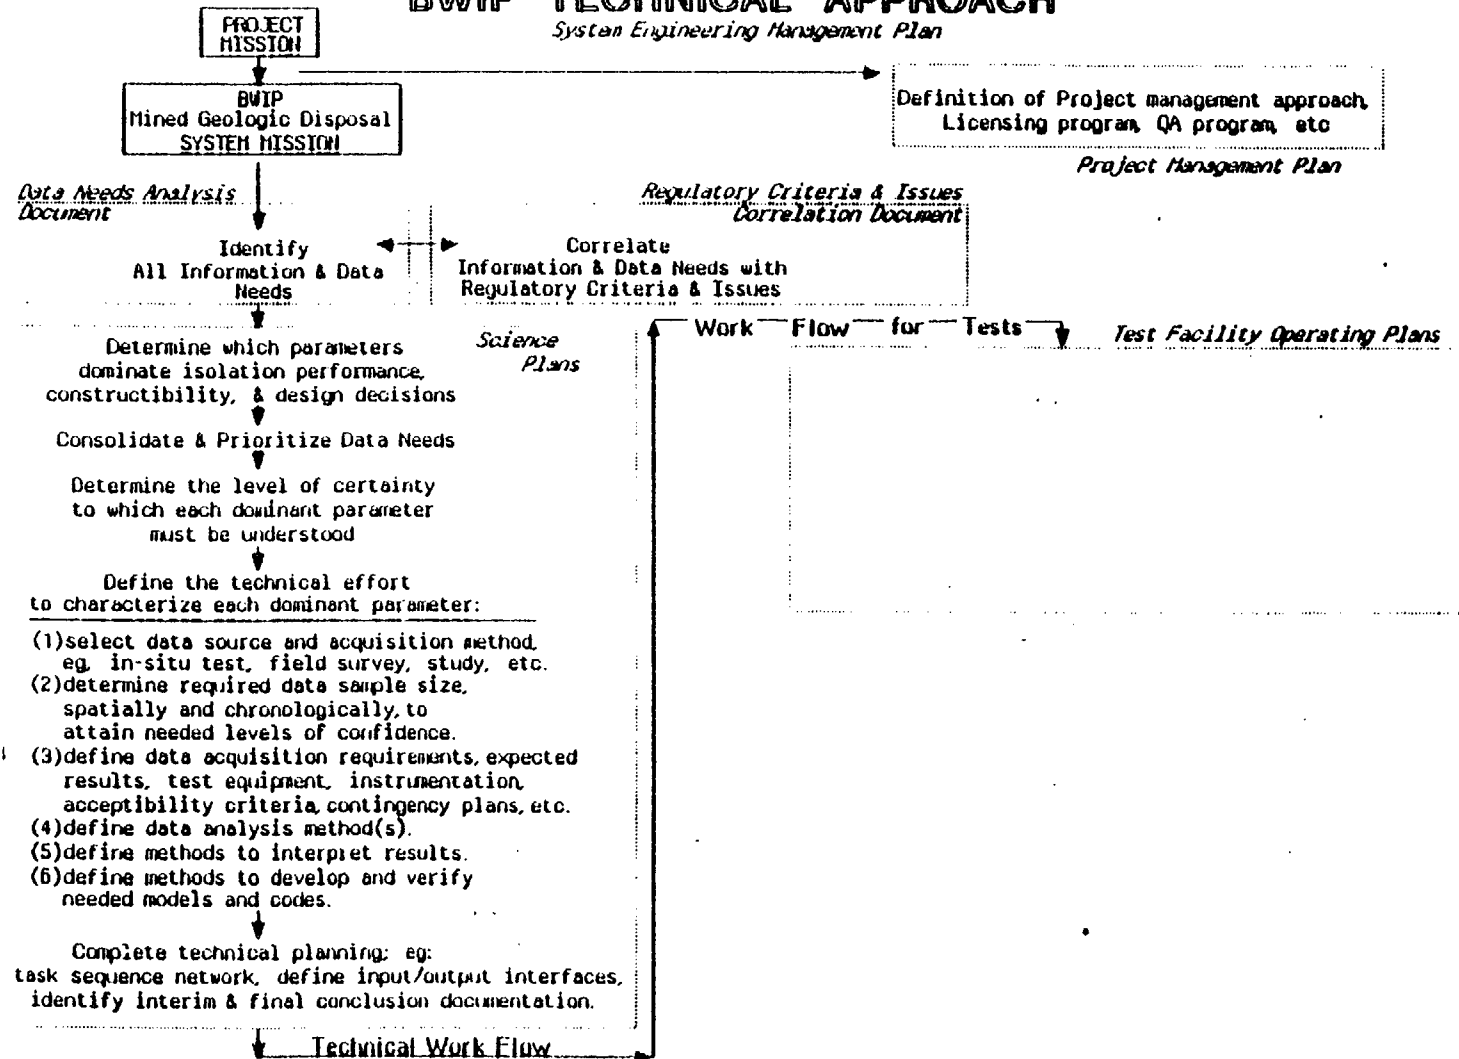 BWIP TECHNICAL APPROACH
System Engineering Management Plan
PROJECT
MISSION
BWIP
Mined Geologic Disposal
SYSTEM MISSION
Definition of Project management approach,
Licensing program, QA program, etc
Project Management Plan
Data Needs Analysis
Document
Regulatory Criteria & Issues
Correlation Document
Identify
All Information & Data
Needs
Correlate
Information & Data Needs with
Regulatory Criteria & Issues
Science
Plans
Determine which parameters
dominate isolation performance,
constructibility, & design decisions
Consolidate & Prioritize Data Needs
Determine the level of certainty
to which each dominant parameter
must be understood
Define the technical effort
to characterize each dominant parameter:
(1)select data source and acquisition method,
eg, in-situ test, field survey, study, etc.
(2)determine required data sample size,
spatially and chronologically, to
attain needed levels of confidence.
(3)define data acquisition requirements, expected
results, test equipment, instrumentation,
acceptibility criteria, contingency plans, etc.
(4)define data analysis method(s).
(5)define methods to interpret results.
(6)define methods to develop and verify
needed models and codes.
Complete technical planning; eg:
task sequence network, define input/output interfaces,
identify interim & final conclusion documentation.
Technical Work Flow
Work Flow for Tests
Test Facility Operating Plans